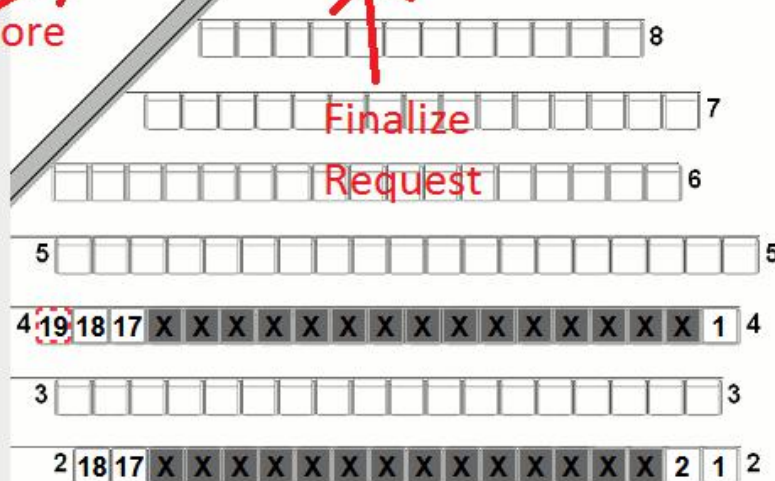 ore
8
Finalize
7
Request
6
5 5
4 19 18 17 X X X X X X X X X X X X X X X 1 4
3 3
2 18 17 X X X X X X X X X X X X X X 2 1 2